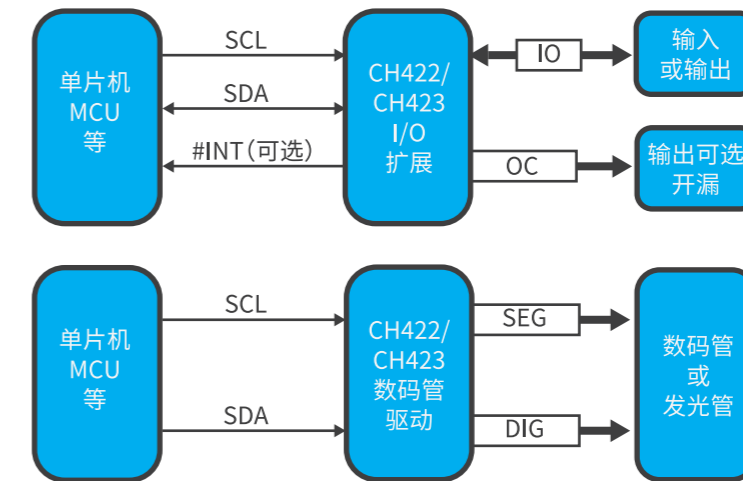 单片机
MCU
等
SCL
SDA
#INT(可选)
CH422/
CH423
I/O
扩展
IO
OC
输入
或输出
输出可选
开漏
单片机
MCU
等
SCL
SDA
CH422/
CH423
数码管
驱动
SEG
DIG
数码管
或
发光管